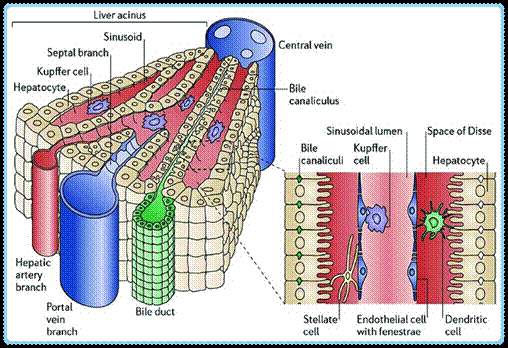 Liver acinus
Sinusoid
Septal branch
Kupffer cell
Hepatocyte
Central vein
Bile
canaliculus
Hepatic
artery
branch
Portal
vein
branch
Bile duct
Sinusoidal lumen
Space of Disse
Bile
canaliculi
Kupffer
cell
Hepatocyte
Stellate
cell
Endothelial cell
with fenestrae
Dendritic
cell